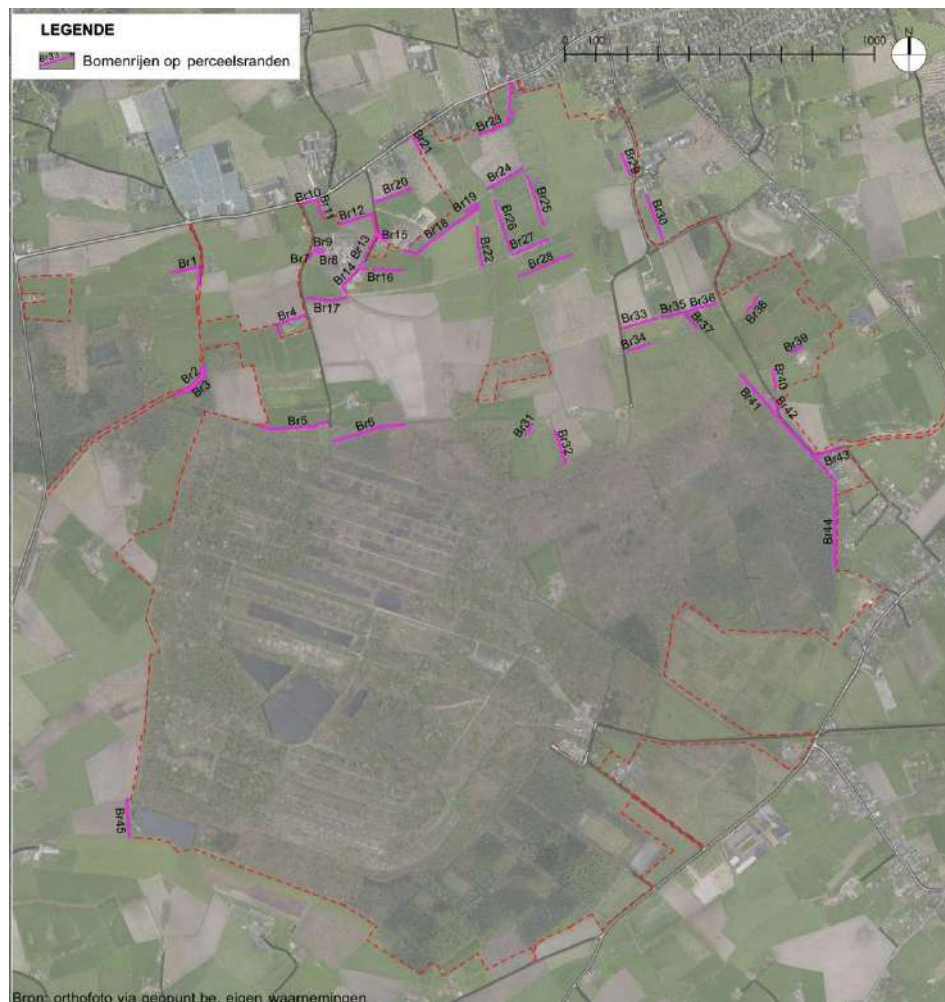 LEGENDE
Br33 Bomenrijen op perceelsranden
0 100 1000
N
Br23
Br21
Br29
Br24
Br20
Br10
Br11
Br25
Br19
Br12
Br30
Br26
Br18
Br15
Br9
Br13
Br27
Br22
Br7
Br8
Br28
Br1
Br14
Br16
Br17
Br35
Br36
Br38
Br4
Br33
Br37
Br34
Br39
Br2
Br3
Br40
Br41
Br42
Br5
Br6
Br31
Br32
Br43
Br44
Br45
Bron: orthofoto via geopunt.be, eigen waarnemingen